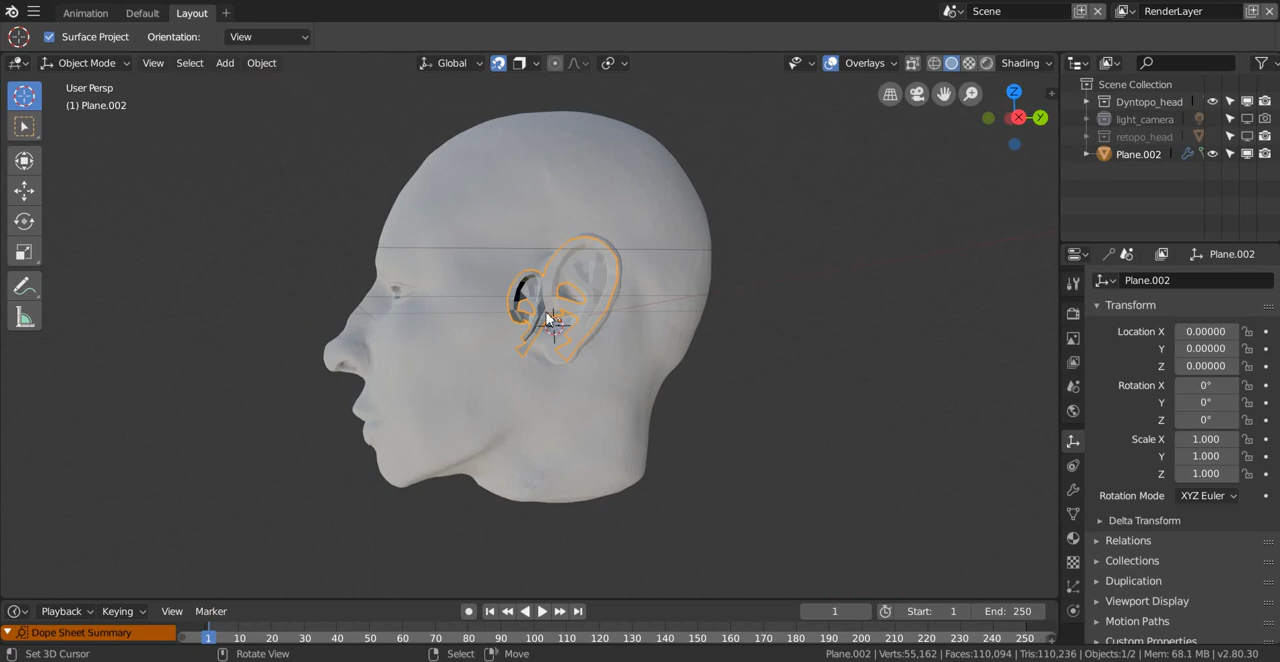 Animation Default Layout + Scene RenderLayer
Surface Project Orientation: View
Object Mode View Select Add Object Global Overlays Shading
User Persp
(1) Plane.002
Z
X
Y
Scene Collection
Dyntopo_head
light_camera
retopo_head
Plane.002
Plane.002
Plane.002
Transform
Location X 0.00000
Y 0.00000
Z 0.00000
Rotation X 0°
Y 0°
Z 0°
Scale X 1.000
Y 1.000
Z 1.000
Rotation Mode XYZ Euler
Delta Transform
Relations
Collections
Duplication
Viewport Display
Motion Paths
Custom Properties
Playback Keying View Marker 1 Start: 1 End: 250
Dope Sheet Summary 1 10 20 30 40 50 60 70 80 90 100 110 120 130 140 150 160 170 180 190 200 210 220 230 240 250
Set 3D Cursor Rotate View Select Move Plane.002 | Verts:55,162 | Faces:110,094 | Tris:110,236 | Objects:1/2 | Mem: 68.1 MB | v2.80.30